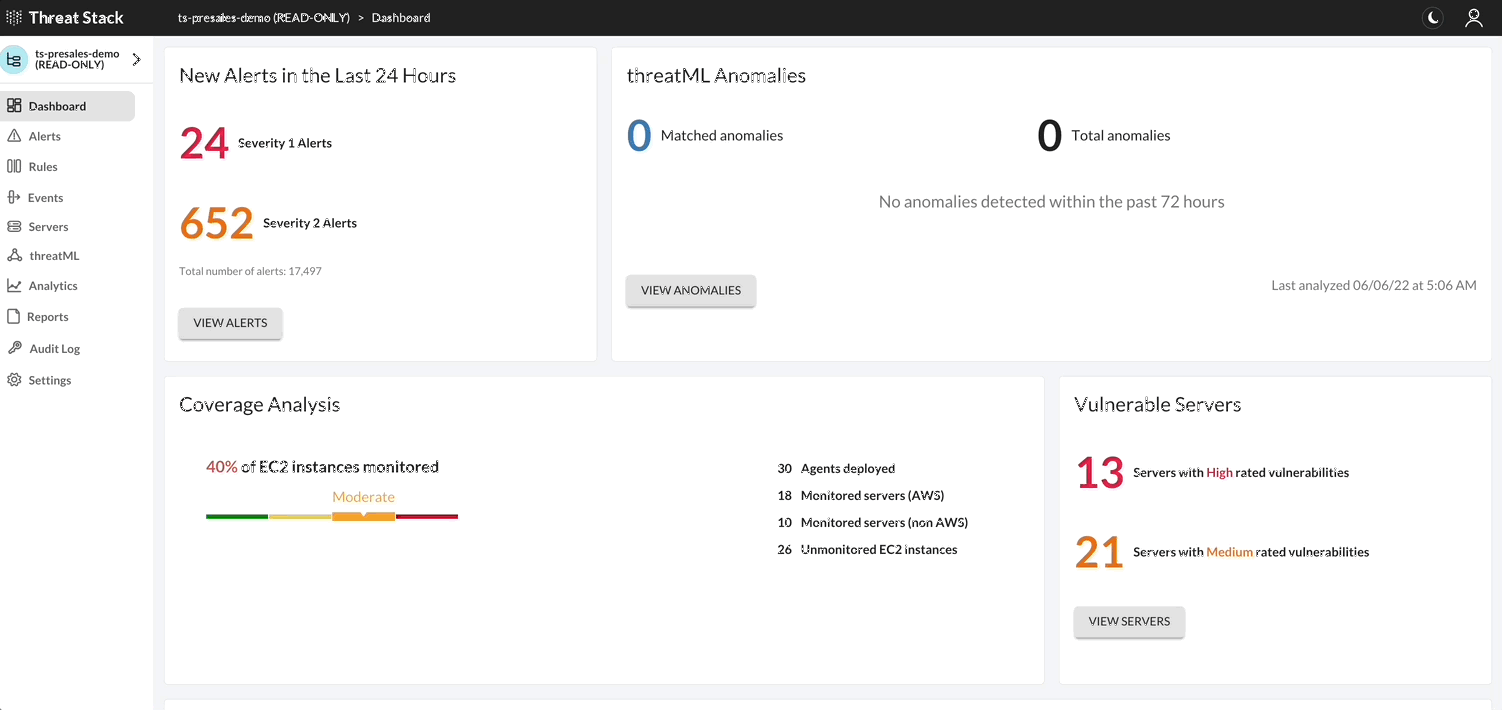 Threat Stack
ts-presales-demo (READ-ONLY) > Dashboard
ts-presales-demo
(READ-ONLY)
Dashboard
Alerts
Rules
Events
Servers
threatML
Analytics
Reports
Audit Log
Settings
New Alerts in the Last 24 Hours
24 Severity 1 Alerts
652 Severity 2 Alerts
Total number of alerts: 17,497
VIEW ALERTS
threatML Anomalies
0 Matched anomalies
0 Total anomalies
No anomalies detected within the past 72 hours
VIEW ANOMALIES
Last analyzed 06/06/22 at 5:06 AM
Coverage Analysis
40% of EC2 instances monitored
Moderate
30 Agents deployed
18 Monitored servers (AWS)
10 Monitored servers (non AWS)
26 Unmonitored EC2 instances
Vulnerable Servers
13 Servers with High rated vulnerabilities
21 Servers with Medium rated vulnerabilities
VIEW SERVERS